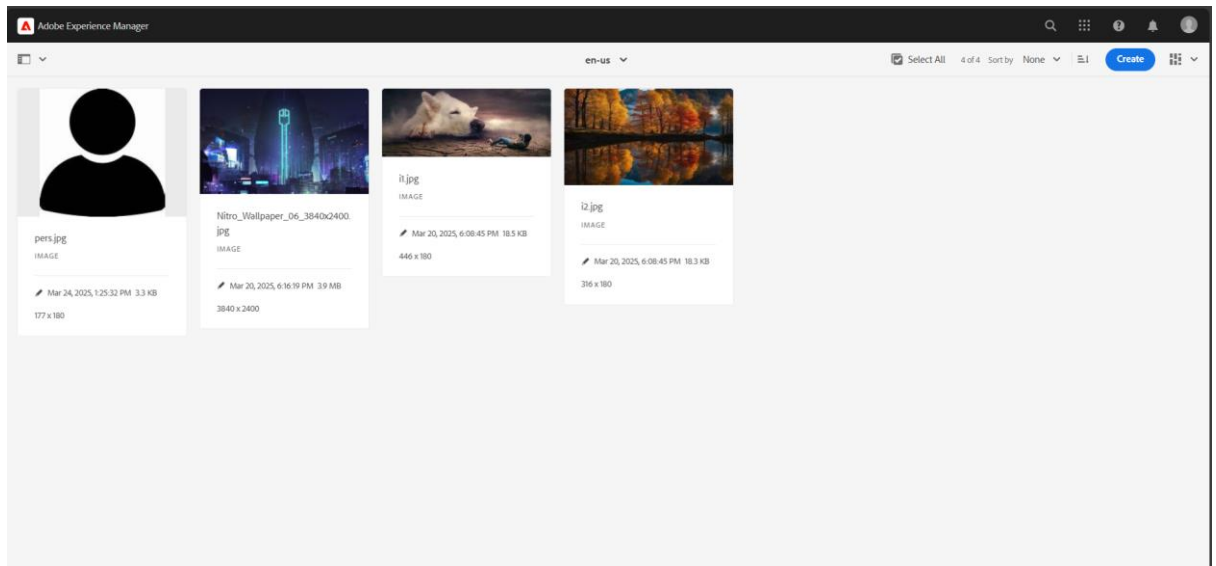 Adobe Experience Manager
en-us
Select All 4 of 4 Sort by None Create
pers.jpg
IMAGE
Mar 24, 2025, 1:25:32 PM 3.3 KB
177 x 180
Nitro_Wallpaper_06_3840x2400.
jpg
IMAGE
Mar 20, 2025, 6:16:19 PM 3.9 MB
3840 x 2400
i1.jpg
IMAGE
Mar 20, 2025, 6:08:45 PM 18.5 KB
446 x 180
i2.jpg
IMAGE
Mar 20, 2025, 6:08:45 PM 18.3 KB
316 x 180